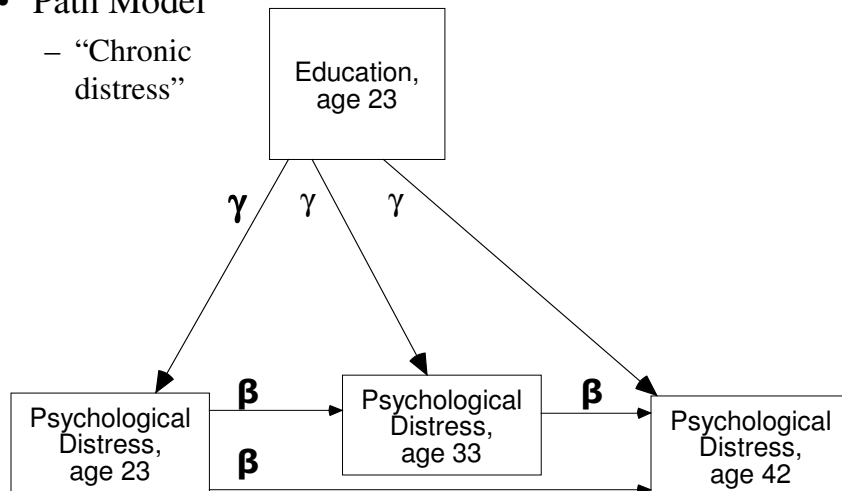 • Path Model
– “Chronic
distress”
Education,
age 23
γ γ γ
β β
Psychological
Distress,
age 23
Psychological
Distress,
age 33
Psychological
Distress,
age 42
β